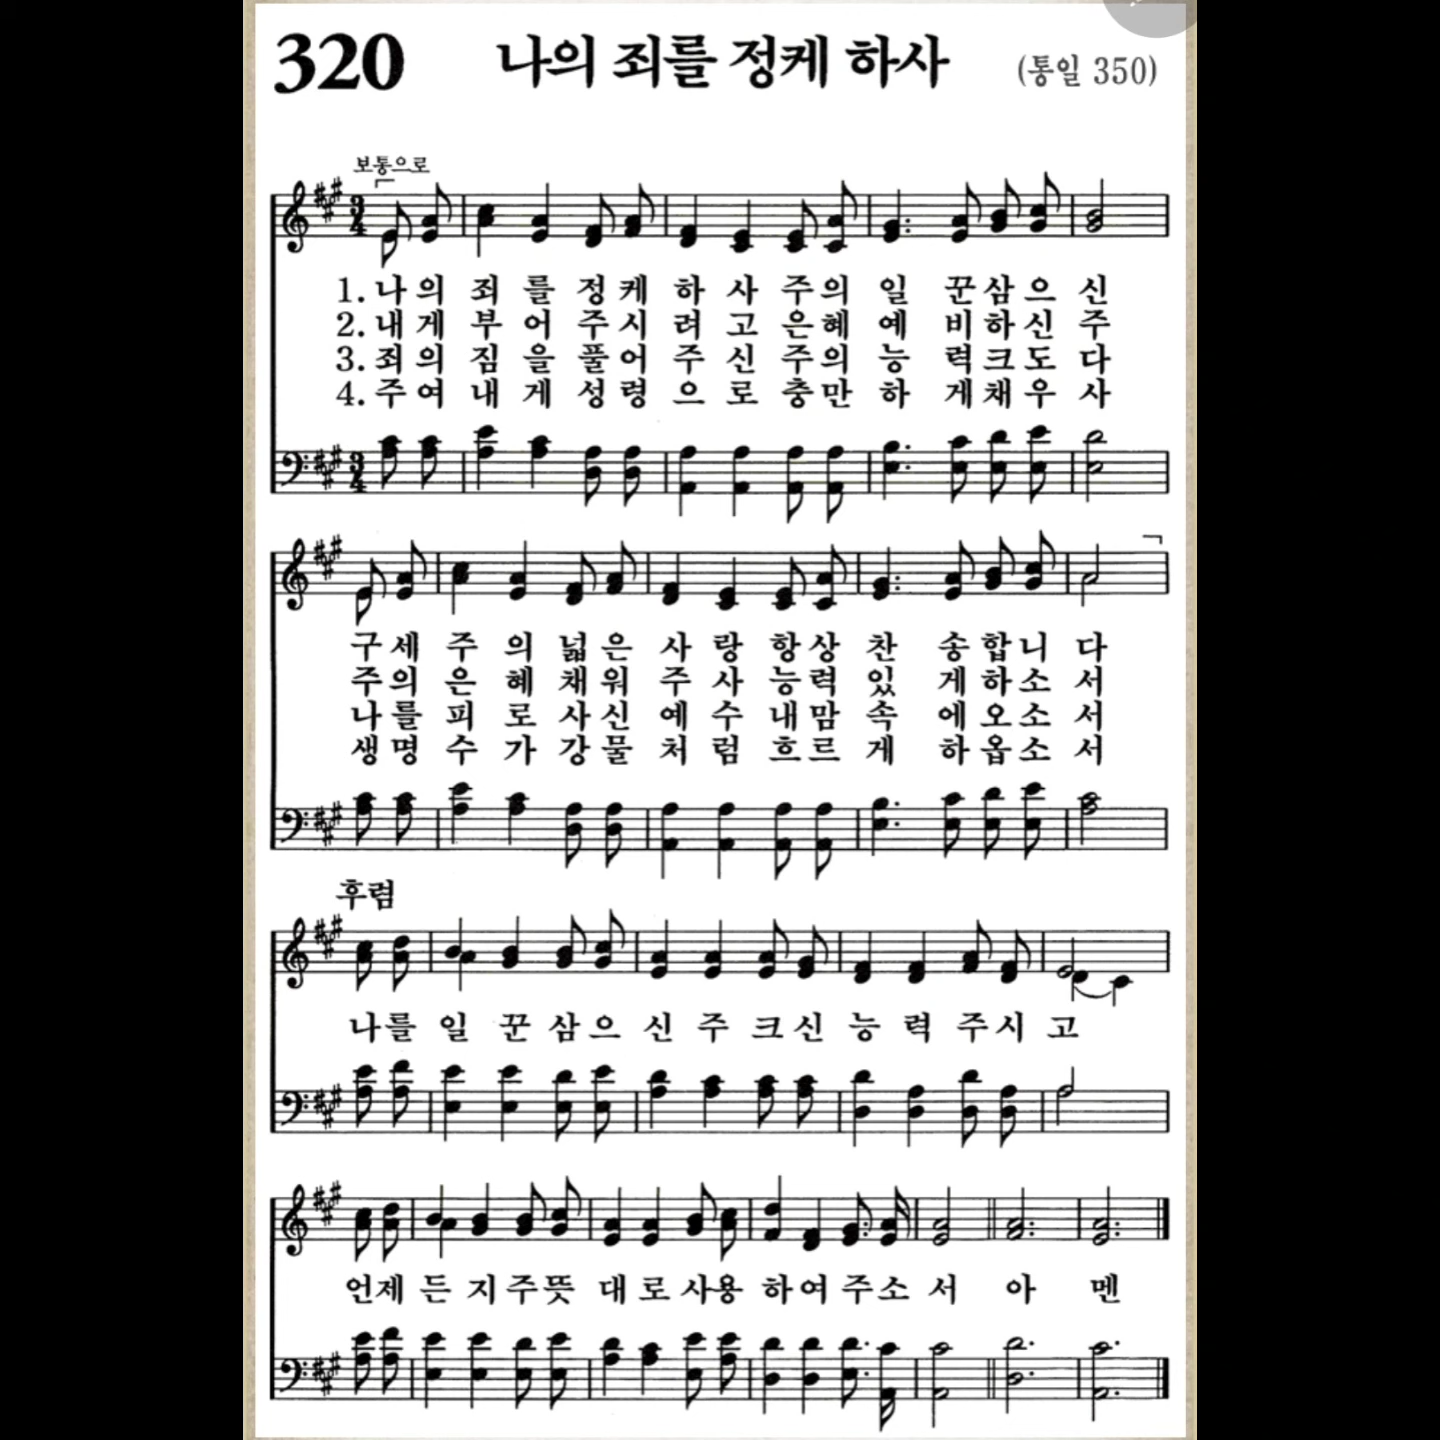 320 나의 죄를 정케 하사 (통일 350)
보통으로
1. 나의 죄를 정케 하사 주의 일꾼 삼으신
2. 내게 부어 주시려고 은혜 예비하신 주
3. 죄의 짐을 풀어 주신 주의 능력 크도다
4. 주여 내게 성령으로 충만하게 채우사
구세주의 넓은 사랑 항상 찬송합니다
주의 은혜 채워 주사 능력 있게 하소서
나를 피로 사신 예수 내 맘 속에 오소서
생명수가 강물처럼 흐르게 하옵소서
후렴
나를 일꾼 삼으신 주 크신 능력 주시고
언제든지 주 뜻대로 사용하여 주소서 아멘